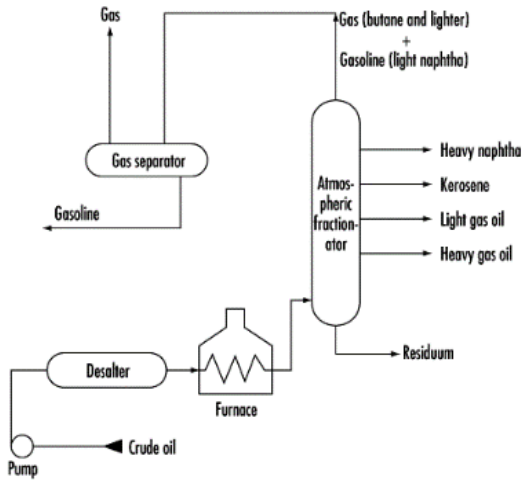 Gas
Gas (butane and lighter)
+
Gasoline (light naphtha)
Gas separator
Gasoline
Atmos-
pheric
fraction-
ator
Heavy naphtha
Kerosene
Light gas oil
Heavy gas oil
Residuum
Desalter
Furnace
Crude oil
Pump